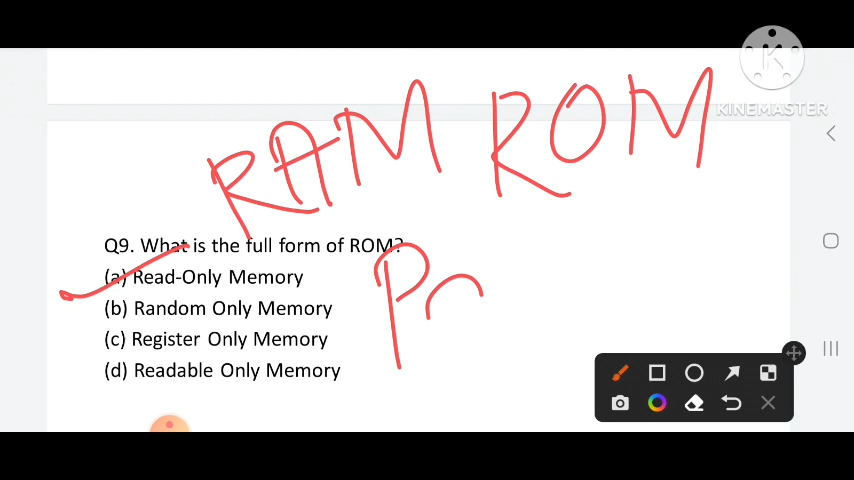 KINEMASTER
RAM ROM
Q9. What is the full form of ROM?
(a) Read-Only Memory
(b) Random Only Memory
(c) Register Only Memory
(d) Readable Only Memory